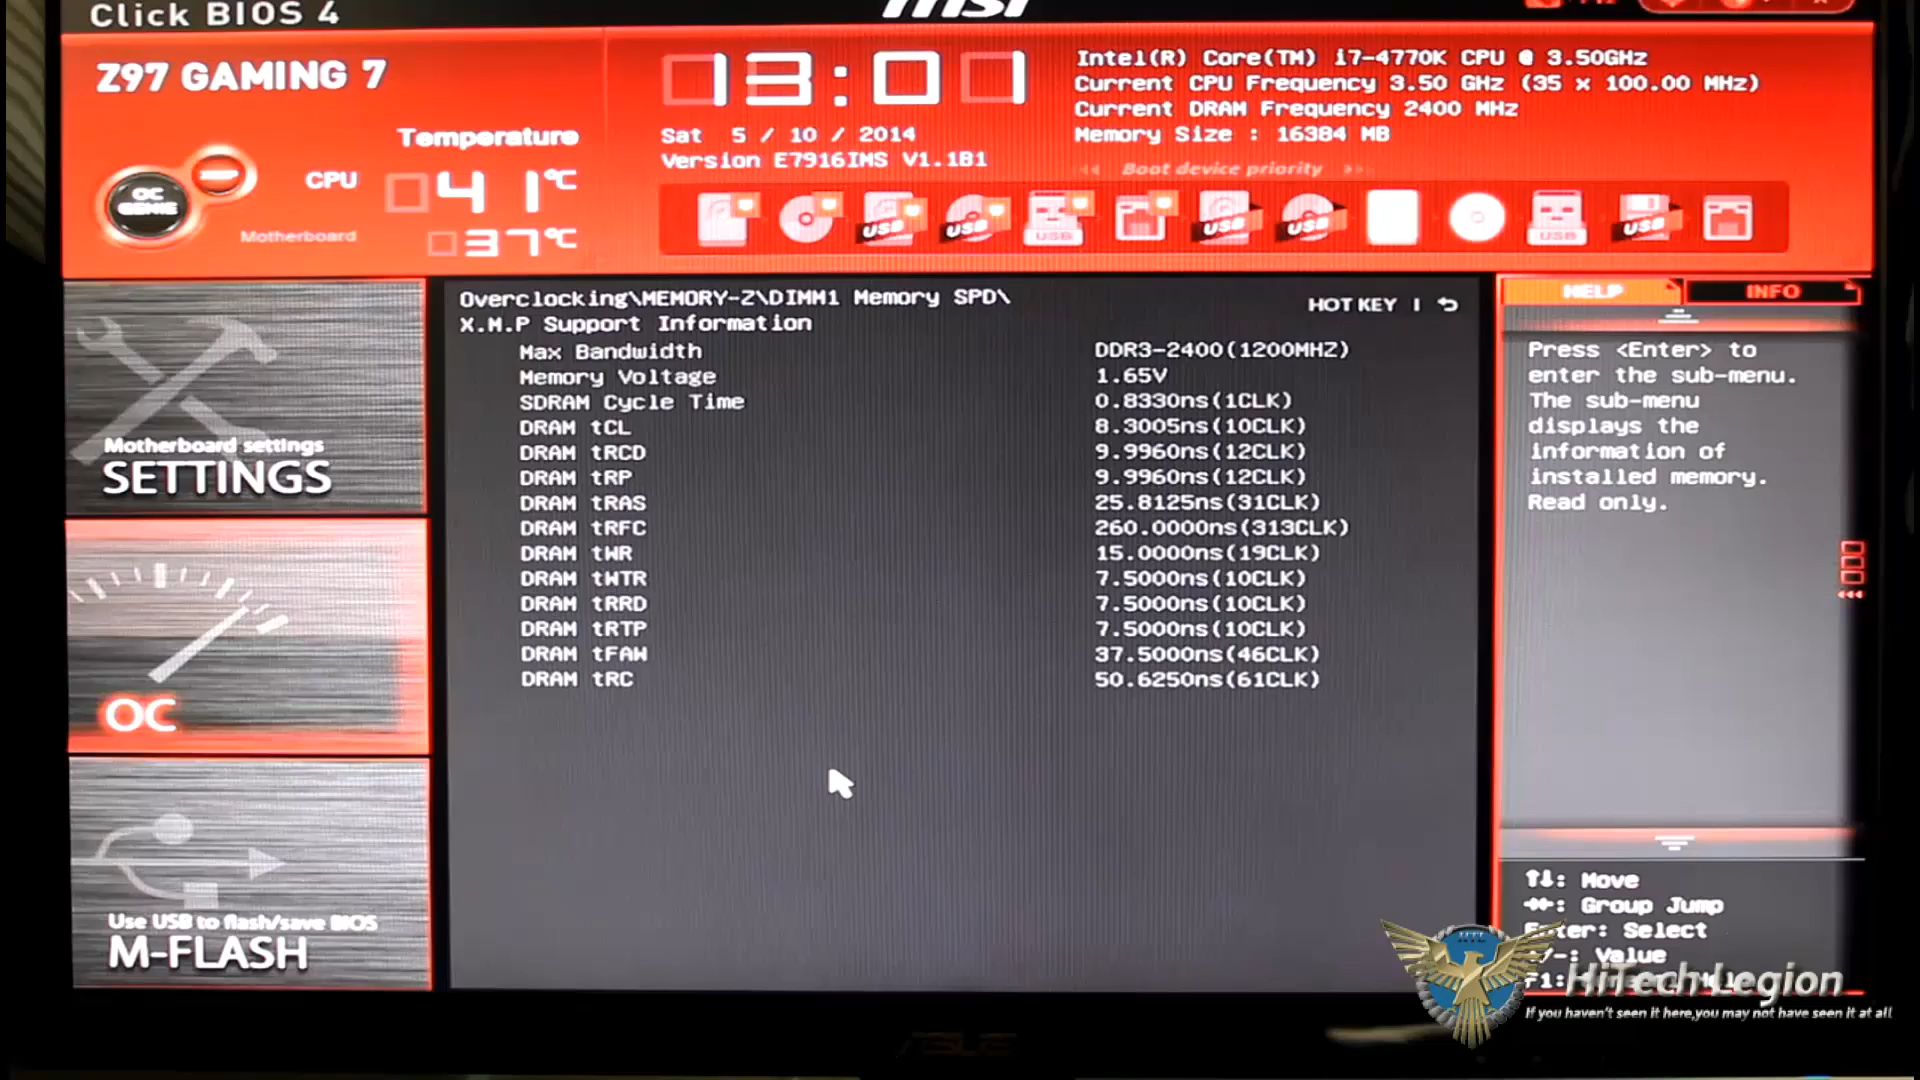 Click BIOS 4
msi
Z97 GAMING 7
13:01
Sat 5 / 10 / 2014
Version E7916IMS V1.1B1
Intel(R) Core(TM) i7-4770K CPU @ 3.50GHz
Current CPU Frequency 3.50 GHz (35 x 100.00 MHz)
Current DRAM Frequency 2400 MHz
Memory Size : 16384 MB
Boot device priority
OC GENIE
Temperature
CPU 41°C
Motherboard 37°C
USB USB USB USB USB USB USB
Motherboard settings
SETTINGS
OC
Use USB to flash/save BIOS
M-FLASH
Overclocking\MEMORY-Z\DIMM1 Memory SPD\
HOT KEY |
X.M.P Support Information
Max Bandwidth DDR3-2400(1200MHZ)
Memory Voltage 1.65V
SDRAM Cycle Time 0.8330ns(1CLK)
DRAM tCL 8.3005ns(10CLK)
DRAM tRCD 9.9960ns(12CLK)
DRAM tRP 9.9960ns(12CLK)
DRAM tRAS 25.8125ns(31CLK)
DRAM tRFC 260.0000ns(313CLK)
DRAM tWR 15.0000ns(19CLK)
DRAM tWTR 7.5000ns(10CLK)
DRAM tRRD 7.5000ns(10CLK)
DRAM tRTP 7.5000ns(10CLK)
DRAM tFAW 37.5000ns(46CLK)
DRAM tRC 50.6250ns(61CLK)
HELP
INFO
Press <Enter> to
enter the sub-menu.
The sub-menu
displays the
information of
installed memory.
Read only.
↑↓: Move
→←: Group Jump
Enter: Select
/-: Value
F1:
HTL
HiTech Legion
If you haven't seen it here,you may not have seen it at all
ASUS